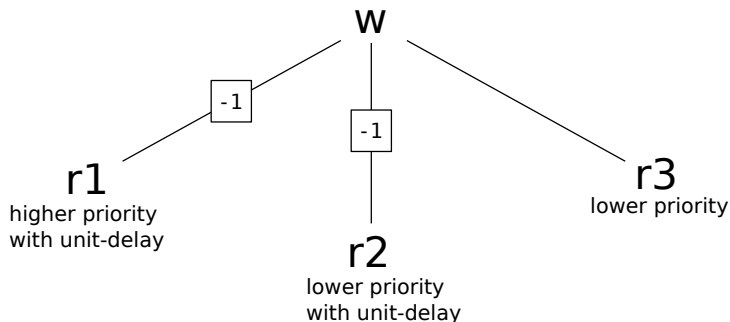 w
-1
-1
r1
higher priority
with unit-delay
r2
lower priority
with unit-delay
r3
lower priority